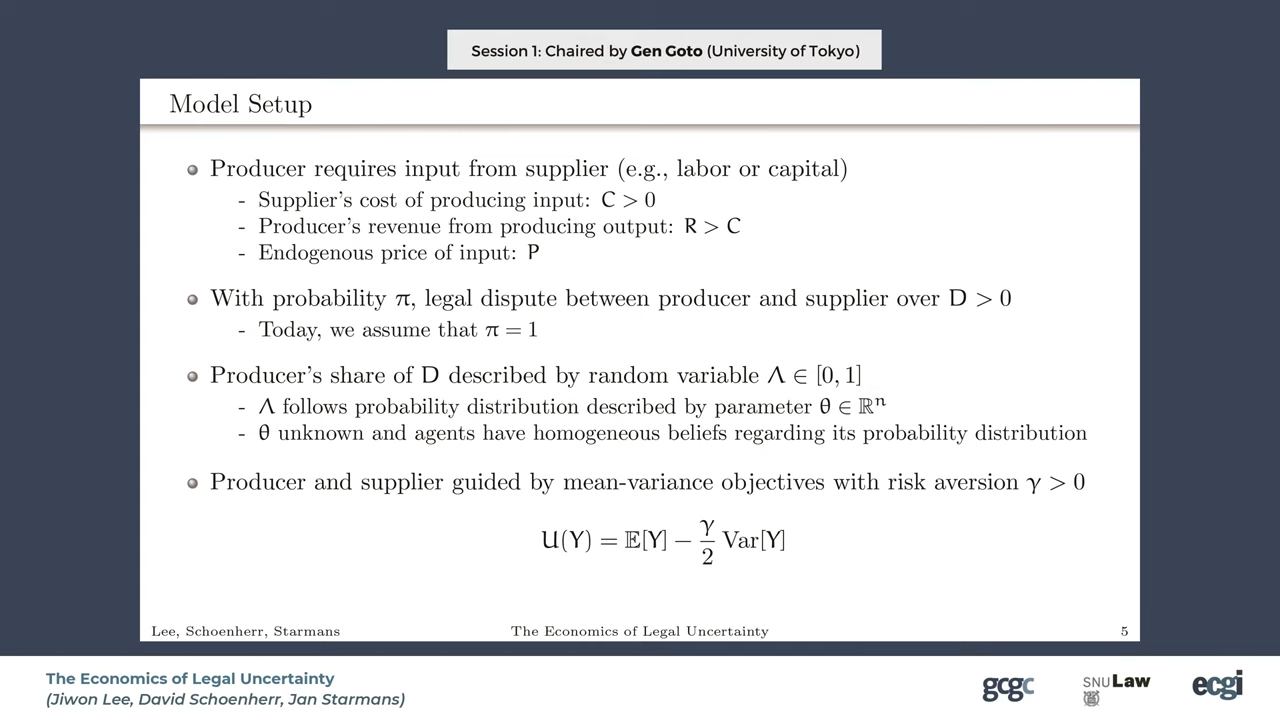 Session 1: Chaired by Gen Goto (University of Tokyo)
Model Setup
Producer requires input from supplier (e.g., labor or capital)
- Supplier's cost of producing input: C > 0
- Producer's revenue from producing output: R > C
- Endogenous price of input: P
With probability π, legal dispute between producer and supplier over D > 0
- Today, we assume that π = 1
Producer's share of D described by random variable Λ ∈ [0, 1]
- Λ follows probability distribution described by parameter θ ∈ ℝⁿ
- θ unknown and agents have homogeneous beliefs regarding its probability distribution
Producer and supplier guided by mean-variance objectives with risk aversion γ > 0
U(Y) = 𝔼[Y] − γ/2 Var[Y]
Lee, Schoenherr, Starmans The Economics of Legal Uncertainty 5
The Economics of Legal Uncertainty
(Jiwon Lee, David Schoenherr, Jan Starmans)
gcgc SNU Law ecgi